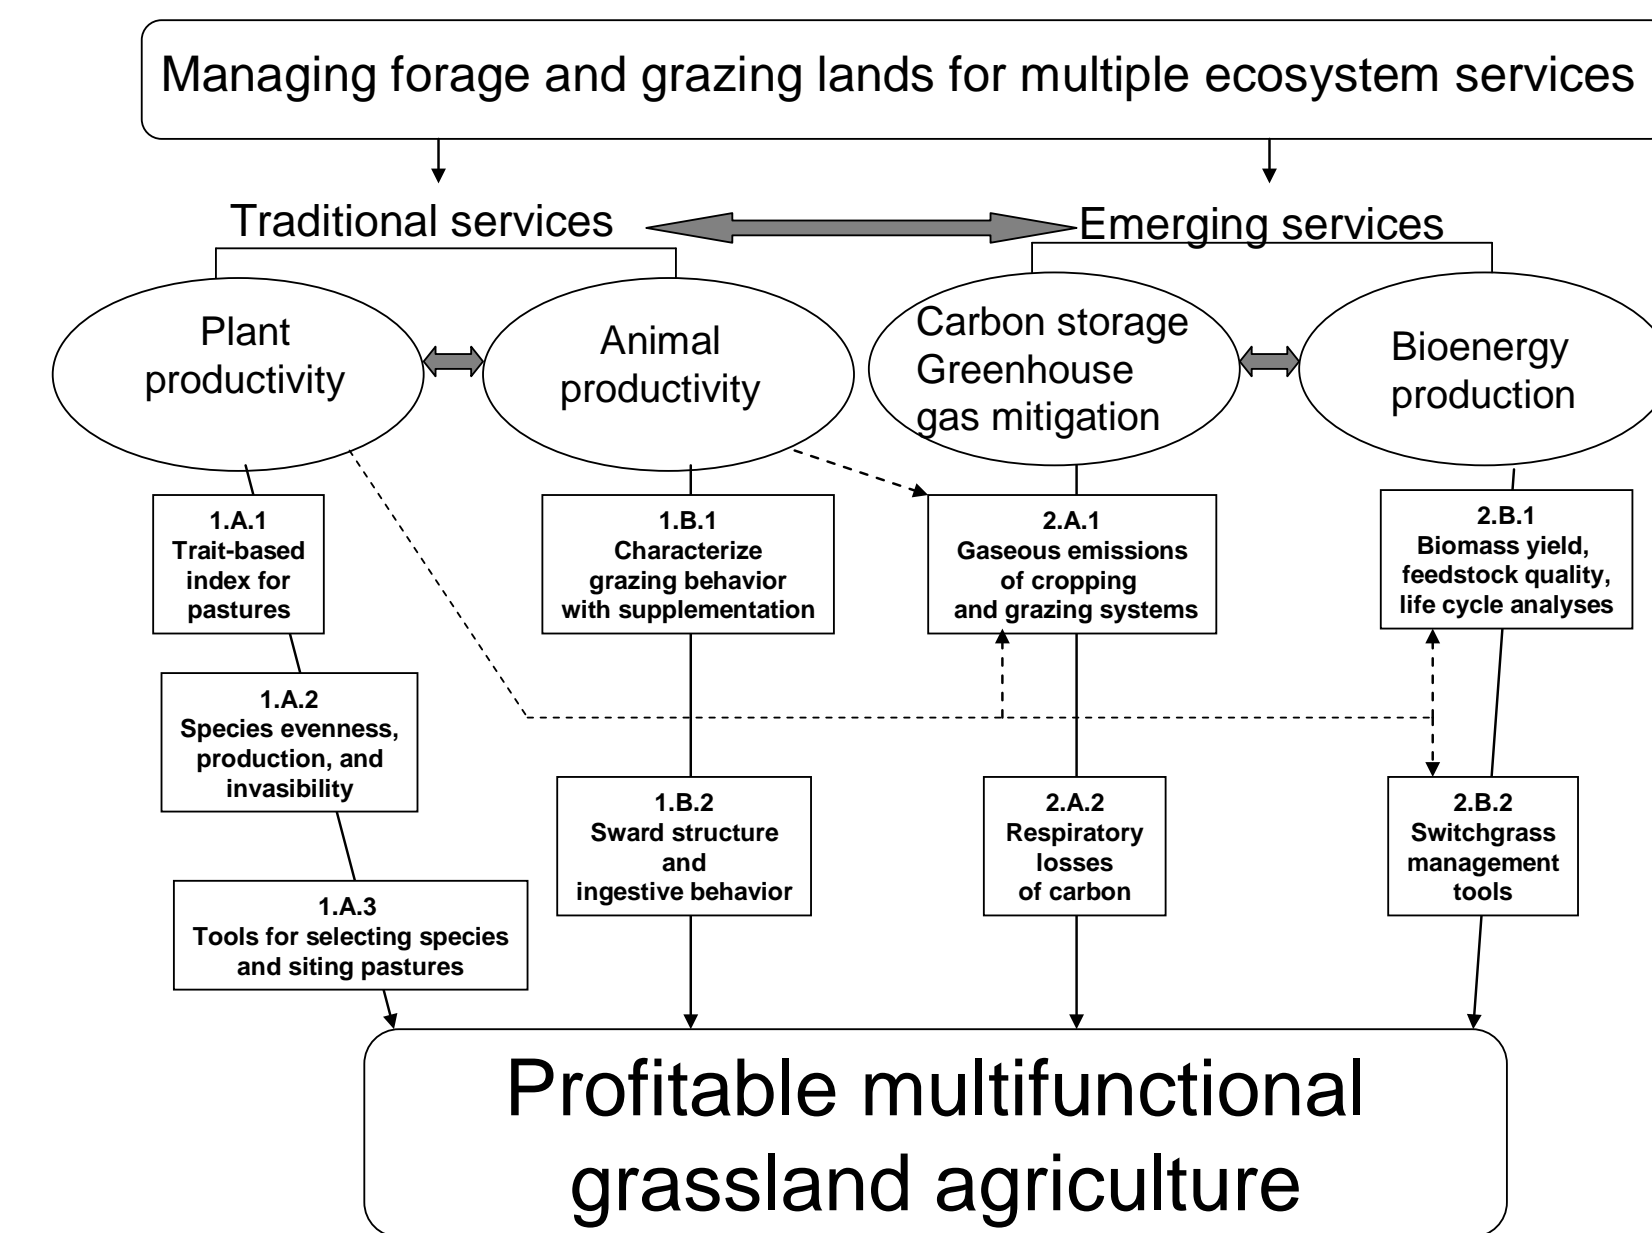 Managing forage and grazing lands for multiple ecosystem services
Traditional services
Emerging services
Plant
productivity
Animal
productivity
Carbon storage
Greenhouse
gas mitigation
Bioenergy
production
1.A.1
Trait-based
index for
pastures
1.B.1
Characterize
grazing behavior
with supplementation
2.A.1
Gaseous emissions
of cropping
and grazing systems
2.B.1
Biomass yield,
feedstock quality,
life cycle analyses
1.A.2
Species evenness,
production, and
invasibility
1.B.2
Sward structure
and
ingestive behavior
2.A.2
Respiratory
losses
of carbon
2.B.2
Switchgrass
management
tools
1.A.3
Tools for selecting species
and siting pastures
Profitable multifunctional
grassland agriculture